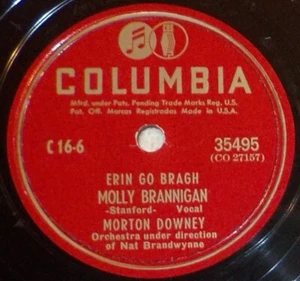 COLUMBIA
Mfrd. under Pats. Pending Trade Marks Reg. U.S.
Pat. Off. Marcas Registradas Made in U.S.A.
C 16-6
35495
(CO 27157)
ERIN GO BRAGH
MOLLY BRANNIGAN
-Stanford- Vocal
MORTON DOWNEY
Orchestra under direction
of Nat Brandwynne